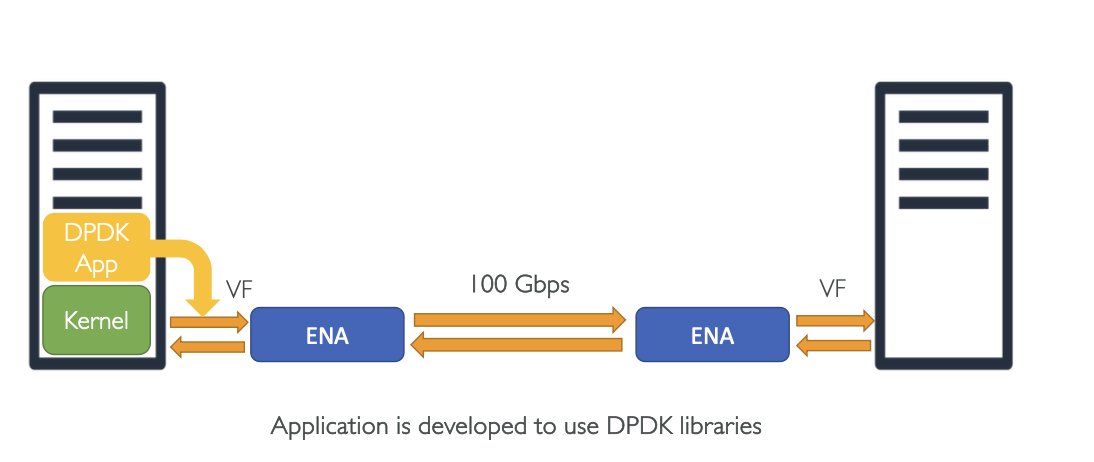 DPDK
App
Kernel
VF
ENA
100 Gbps
ENA
VF
Application is developed to use DPDK libraries